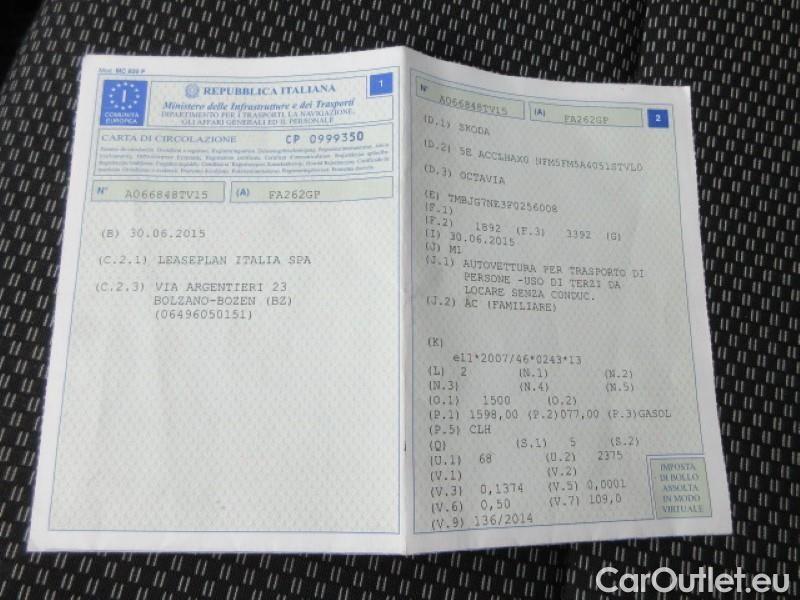 Mod. MC 820 F
REPUBBLICA ITALIANA
1
I
COMUNITÀ
EUROPEA
Ministero delle Infrastrutture e dei Trasporti
DIPARTIMENTO PER I TRASPORTI, LA NAVIGAZIONE,
GLI AFFARI GENERALI ED IL PERSONALE
CARTA DI CIRCOLAZIONE CP 0999350
N° A066848TV15 (A) FA262GP
(B) 30.06.2015
(C.2.1) LEASEPLAN ITALIA SPA
(C.2.3) VIA ARGENTIERI 23
BOLZANO-BOZEN (BZ)
(06496050151)
N° A066848TV15 (A) FA262GP 2
(D.1) SKODA
(D.2) 5E ACCLHAX0 NFM5FM5A4051STVL0
(D.3) OCTAVIA
(E) TMBJG7NE3F0256008
(F.1)
(F.2) 1892 (F.3) 3392 (G)
(I) 30.06.2015
(J) M1
(J.1) AUTOVETTURA PER TRASPORTO DI
PERSONE -USO DI TERZI DA
LOCARE SENZA CONDUC.
(J.2) AC (FAMILIARE)
(K)
e11*2007/46*0243*13
(L) 2 (N.1) (N.2)
(N.3) (N.4) (N.5)
(O.1) 1500 (O.2)
(P.1) 1598,00 (P.2)077,00 (P.3)GASOL
(P.5) CLH
(Q) (S.1) 5 (S.2)
(U.1) 68 (U.2) 2375
(V.1) (V.2)
(V.3) 0,1374 (V.5) 0,0001
(V.6) 0,50 (V.7) 109,0
(V.9) 136/2014
IMPOSTA
DI BOLLO
ASSOLTA
IN MODO
VIRTUALE
CarOutlet.eu